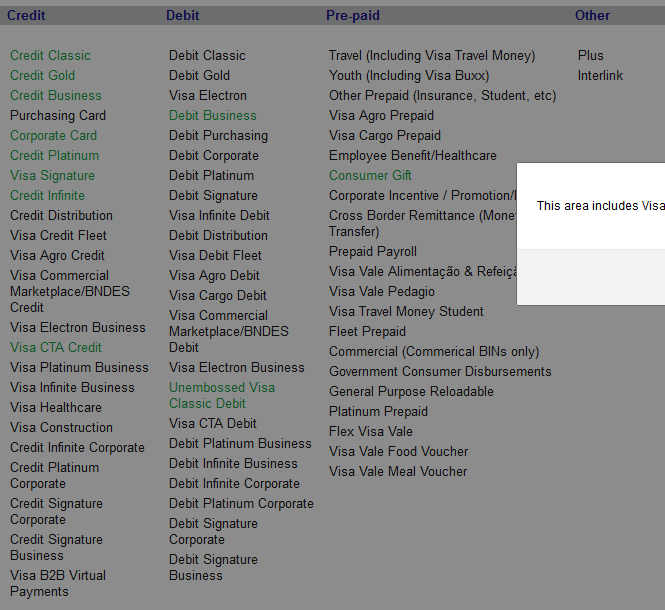 Credit
Debit
Pre-paid
Other
Credit Classic
Credit Gold
Credit Business
Purchasing Card
Corporate Card
Credit Platinum
Visa Signature
Credit Infinite
Credit Distribution
Visa Credit Fleet
Visa Agro Credit
Visa Commercial
Marketplace/BNDES
Credit
Visa Electron Business
Visa CTA Credit
Visa Platinum Business
Visa Infinite Business
Visa Healthcare
Visa Construction
Credit Infinite Corporate
Credit Platinum
Corporate
Credit Signature
Corporate
Credit Signature
Business
Visa B2B Virtual
Payments
Debit Classic
Debit Gold
Visa Electron
Debit Business
Debit Purchasing
Debit Corporate
Debit Platinum
Debit Signature
Visa Infinite Debit
Debit Distribution
Visa Debit Fleet
Visa Agro Debit
Visa Cargo Debit
Visa Commercial
Marketplace/BNDES
Debit
Visa Electron Business
Unembossed Visa
Classic Debit
Visa CTA Debit
Debit Platinum Business
Debit Infinite Business
Debit Infinite Corporate
Debit Platinum Corporate
Debit Signature
Corporate
Debit Signature
Business
Travel (Including Visa Travel Money)
Youth (Including Visa Buxx)
Other Prepaid (Insurance, Student, etc)
Visa Agro Prepaid
Visa Cargo Prepaid
Employee Benefit/Healthcare
Consumer Gift
Corporate Incentive / Promotion/
Cross Border Remittance (Money
Transfer)
Prepaid Payroll
Visa Vale Alimentação & Refeiçã
Visa Vale Pedagio
Visa Travel Money Student
Fleet Prepaid
Commercial (Commerical BINs only)
Government Consumer Disbursements
General Purpose Reloadable
Platinum Prepaid
Flex Visa Vale
Visa Vale Food Voucher
Visa Vale Meal Voucher
Plus
Interlink
This area includes Visa